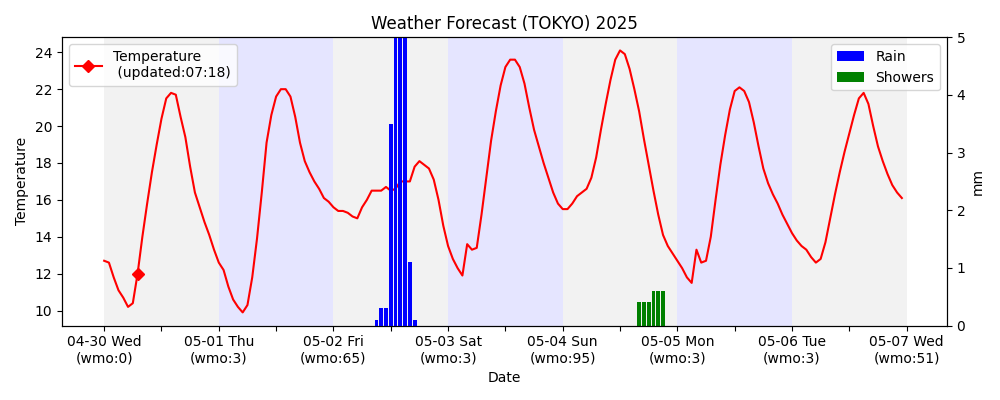 Weather Forecast (TOKYO) 2025
Temperature
(updated:07:18)
Rain
Showers
24
22
20
18
16
14
12
10
5
4
3
2
1
0
Temperature
mm
04-30 Wed
(wmo:0)
05-01 Thu
(wmo:3)
05-02 Fri
(wmo:65)
05-03 Sat
(wmo:3)
05-04 Sun
(wmo:95)
05-05 Mon
(wmo:3)
05-06 Tue
(wmo:3)
05-07 Wed
(wmo:51)
Date